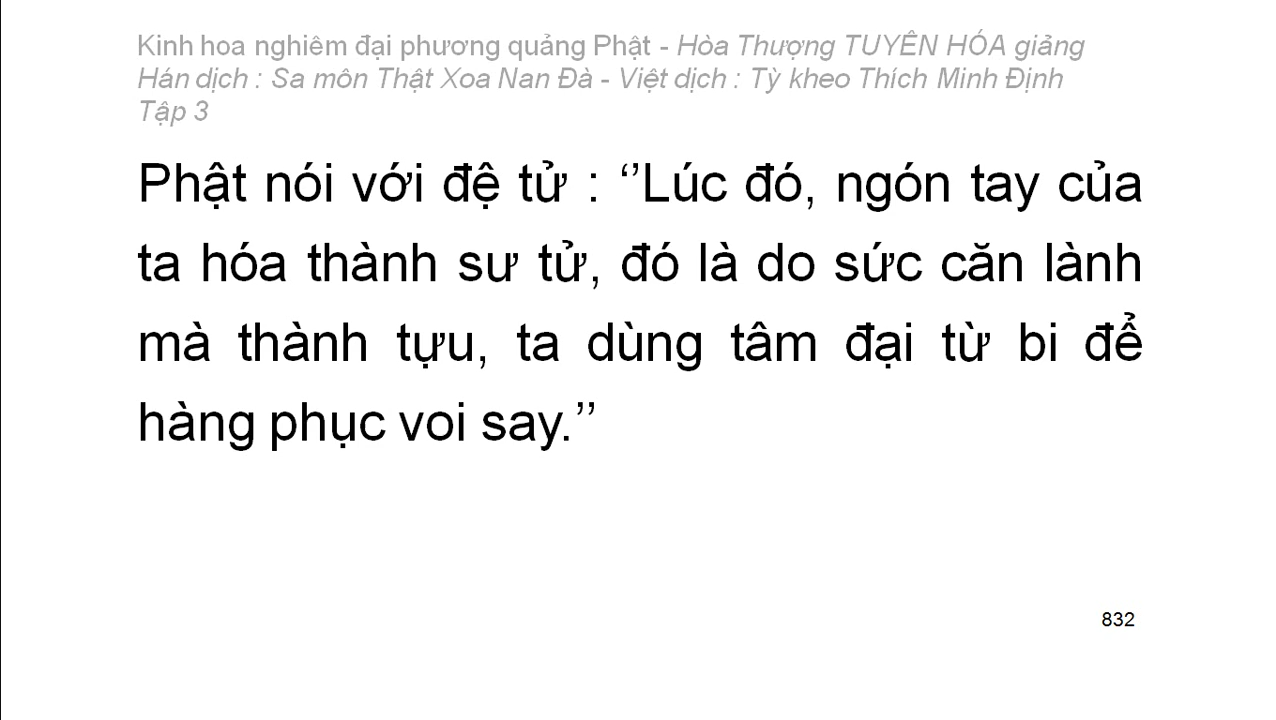 Kinh hoa nghiêm đại phương quảng Phật - Hòa Thượng TUYÊN HÓA giảng
Hán dịch : Sa môn Thật Xoa Nan Đà - Việt dịch : Tỳ kheo Thích Minh Định
Tập 3
Phật nói với đệ tử : ‘’Lúc đó, ngón tay của
ta hóa thành sư tử, đó là do sức căn lành
mà thành tựu, ta dùng tâm đại từ bi để
hàng phục voi say.’’
832